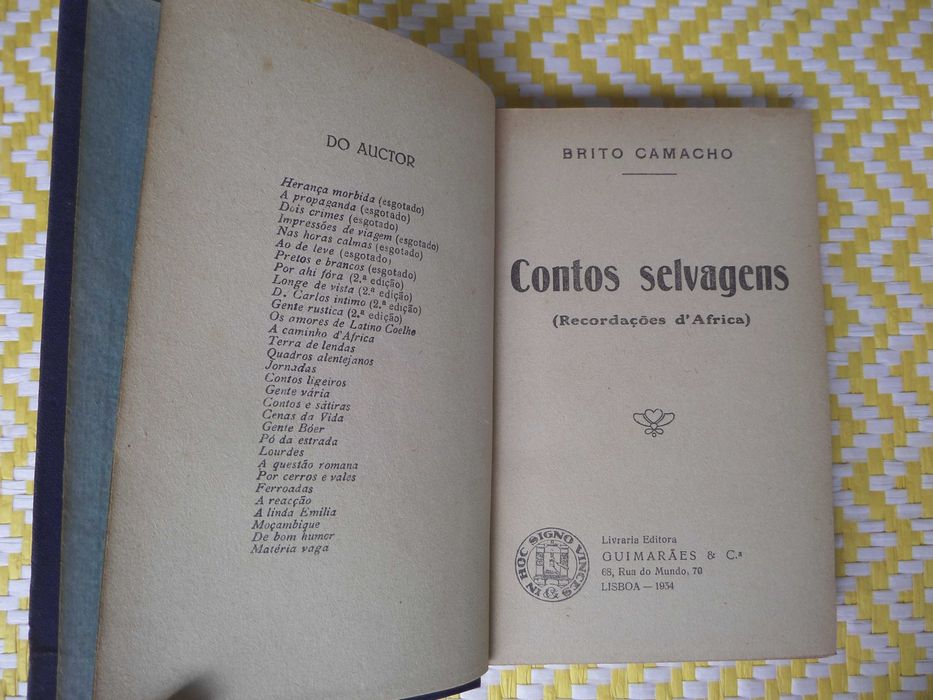 DO AUCTOR
Herança morbida (esgotado)
A propaganda (esgotado)
Dois crimes (esgotado)
Impressões de viagem (esgotado)
Nas horas calmas (esgotado)
Ao de leve (esgotado)
Pretos e brancos (esgotado)
Por ahi fóra (2.ª edição)
Longe de vista (2.ª edição)
D. Carlos intimo (2.ª edição)
Gente rustica (2.ª edição)
Os amores de Latino Coelho
A caminho d'Africa
Terra de lendas
Quadros alentejanos
Jornadas
Contos ligeiros
Gente vária
Contos e sátiras
Cenas da Vida
Gente Bóer
Pó da estrada
Lourdes
A questão romana
Por cerros e vales
Ferroadas
A reacção
A linda Emilia
Moçambique
De bom humor
Matéria vaga
BRITO CAMACHO
Contos selvagens
(Recordações d'Africa)
IN HOC SIGNO VINCES
&
Livraria Editora
GUIMARÃES & C.ª
68, Rua do Mundo, 70
LISBOA — 1934